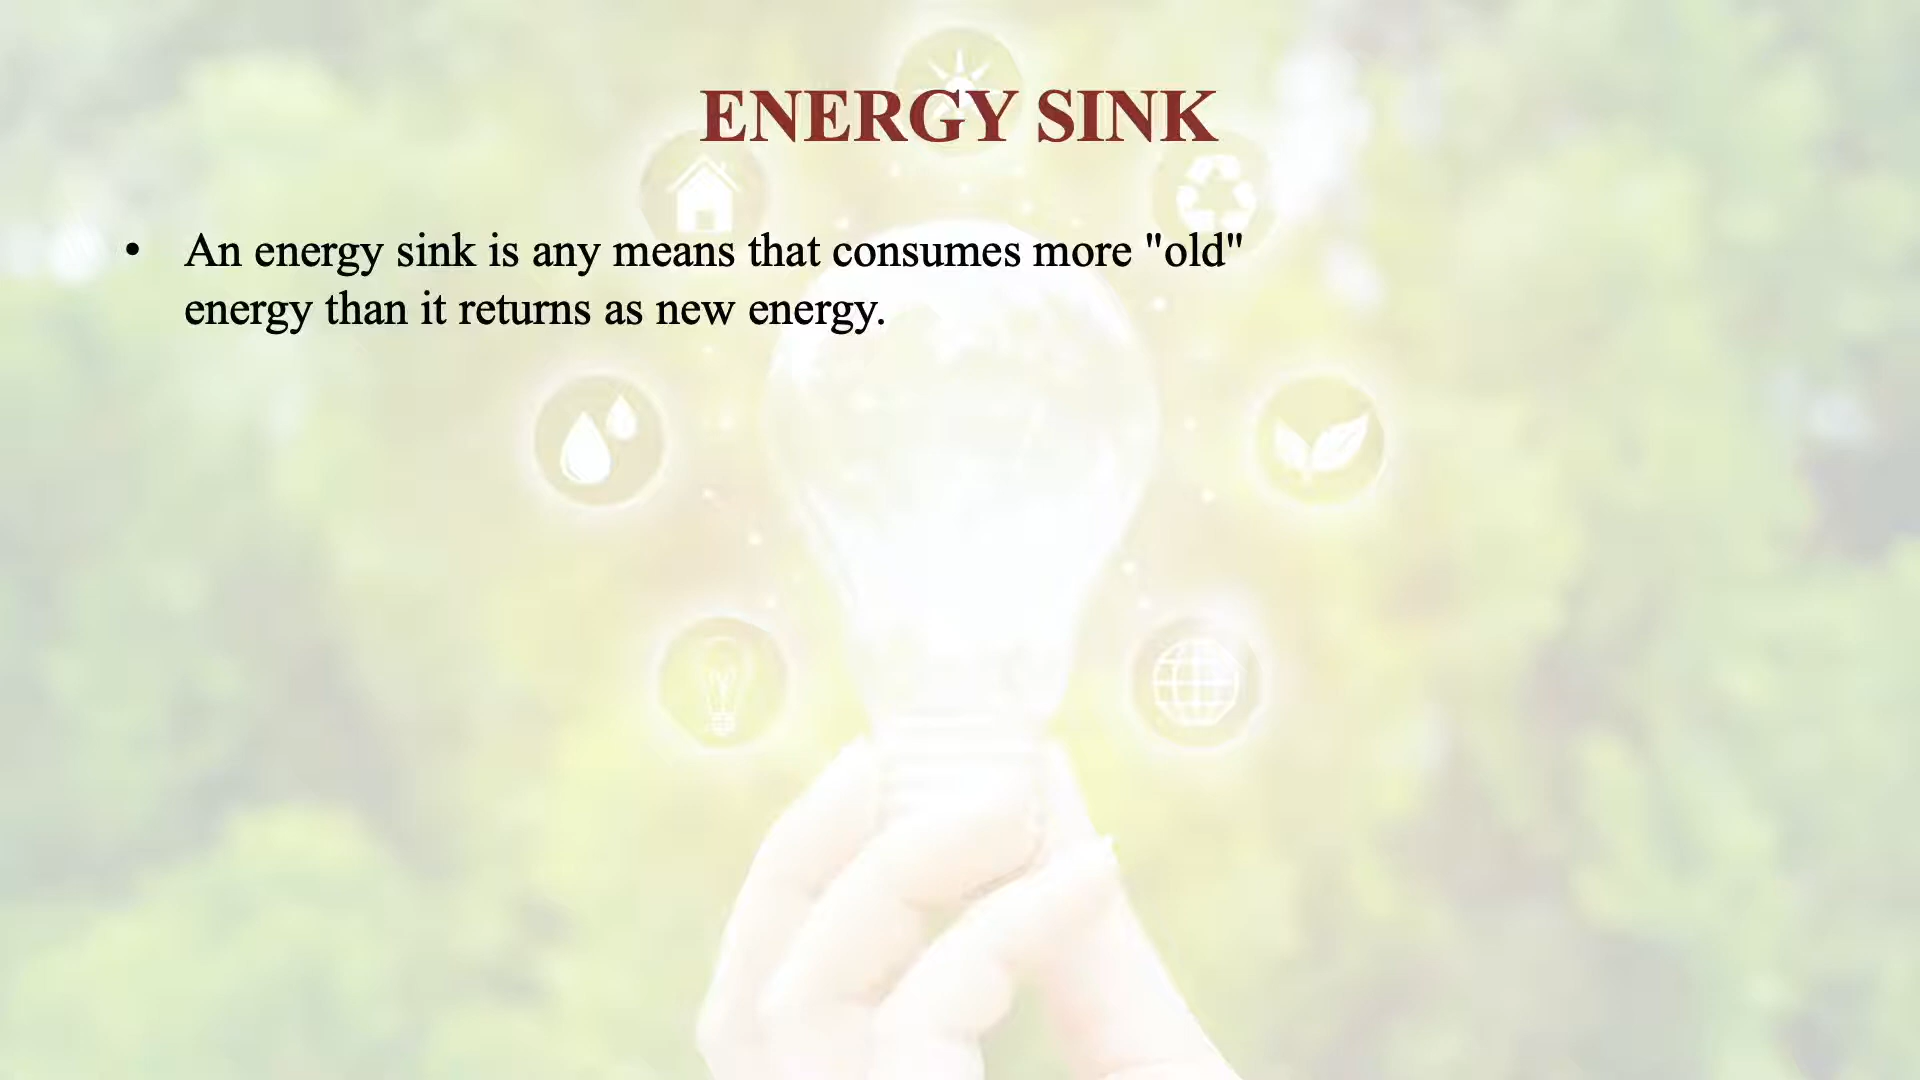 ENERGY SINK
• An energy sink is any means that consumes more "old"
energy than it returns as new energy.